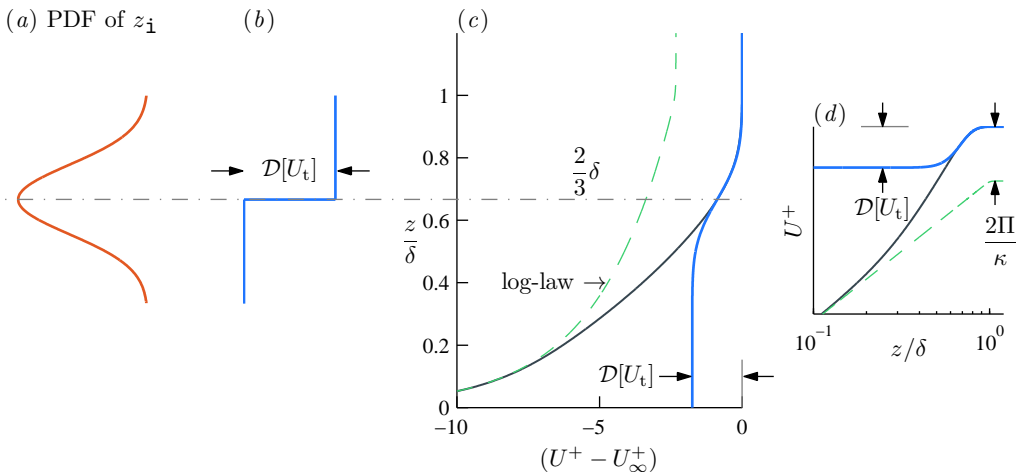 (a) PDF of z_i
(b)
𝒟[U_t]
(c)
1
0.8
0.6
0.4
0.2
0
z/δ
2/3 δ
log-law
𝒟[U_t]
−10
−5
0
(U^+ − U_∞^+)
(d)
U^+
𝒟[U_t]
2Π/κ
10^{-1}
10^0
z/δ